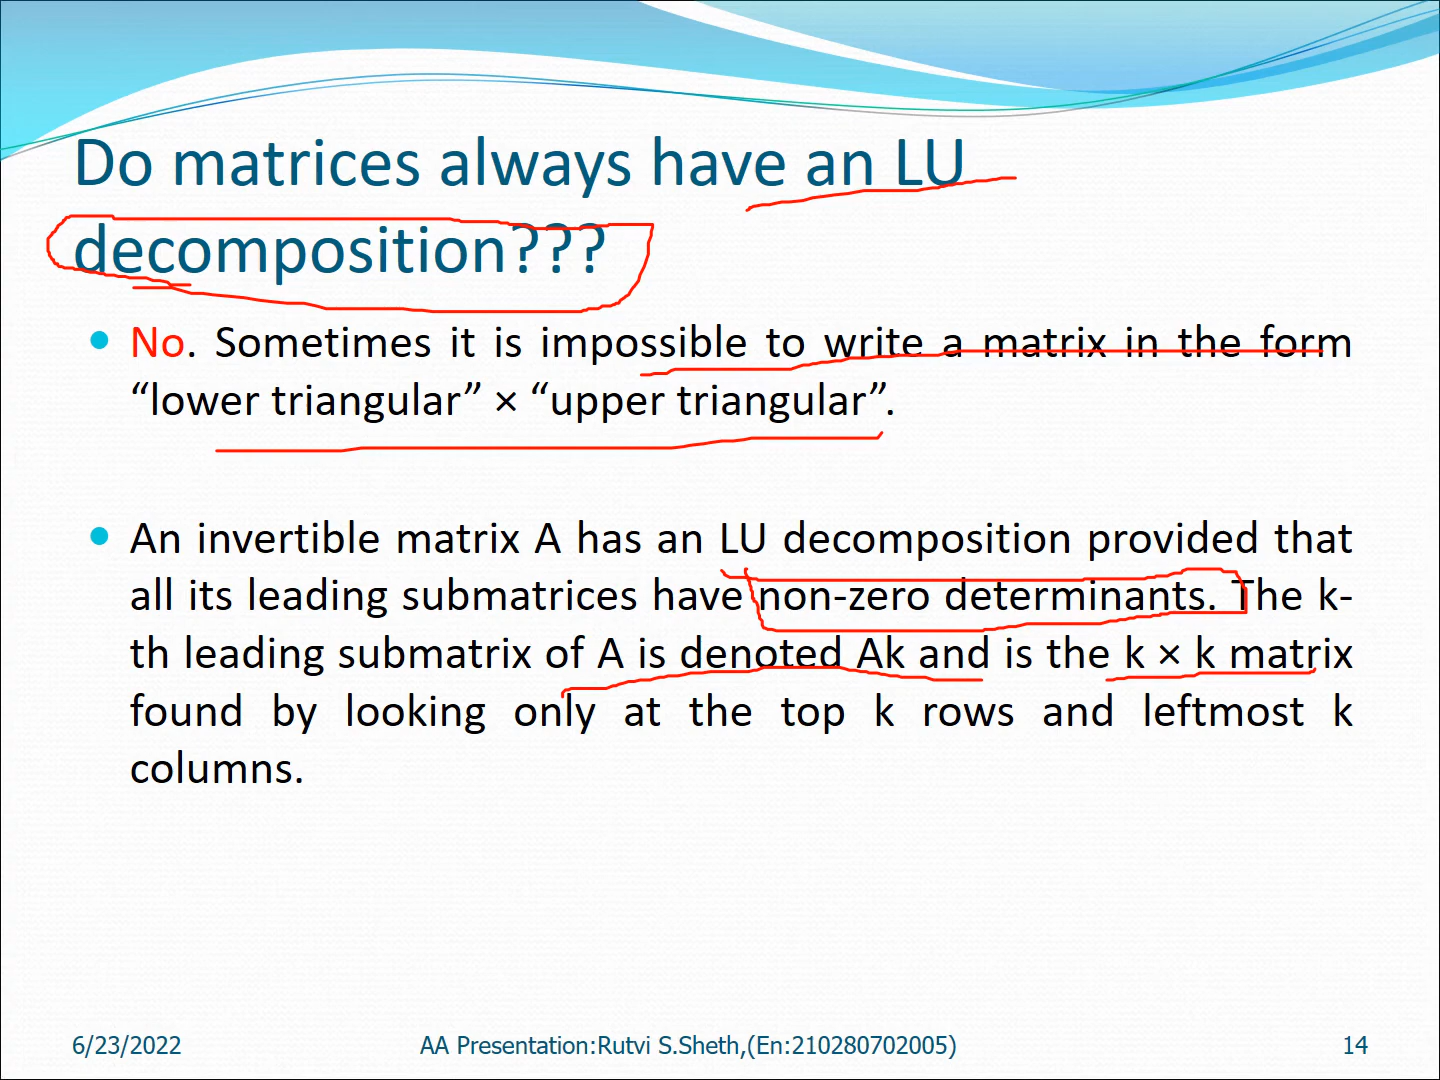 Do matrices always have an LU
decomposition???
No. Sometimes it is impossible to write a matrix in the form
“lower triangular” × “upper triangular”.
An invertible matrix A has an LU decomposition provided that
all its leading submatrices have non-zero determinants. The k-
th leading submatrix of A is denoted Ak and is the k × k matrix
found by looking only at the top k rows and leftmost k
columns.
6/23/2022 AA Presentation:Rutvi S.Sheth,(En:210280702005) 14